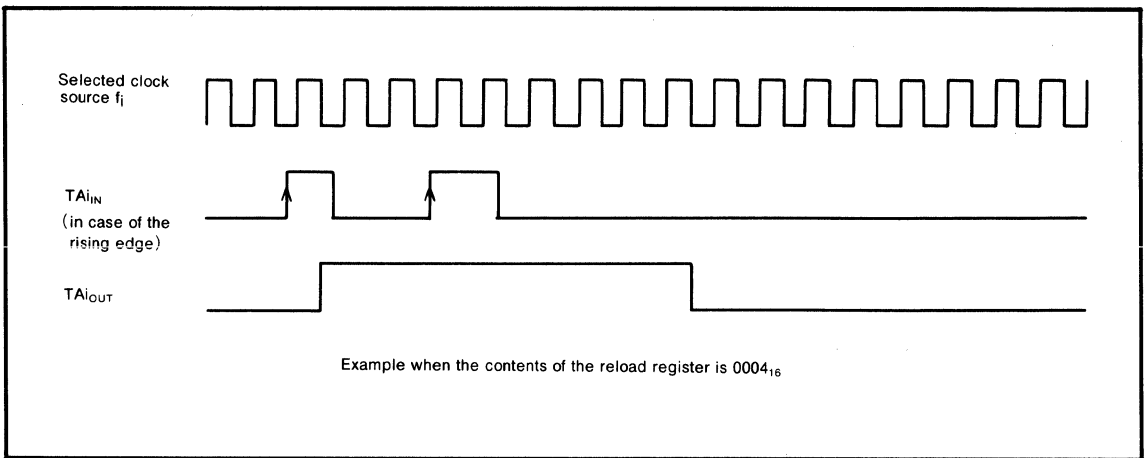 Selected clock
source fi
TAiIN
(in case of the
rising edge)
TAiOUT
Example when the contents of the reload register is 000416